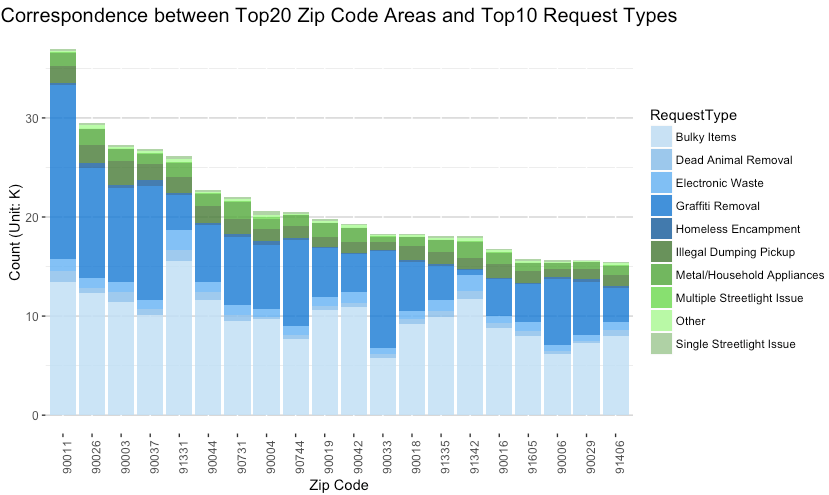 Correspondence between Top20 Zip Code Areas and Top10 Request Types
Count (Unit: K)
30
20
10
0
90011
90026
90003
90037
91331
90044
90731
90004
90744
90019
90042
90033
90018
91335
91342
90016
91605
90006
90029
91406
Zip Code
RequestType
Bulky Items
Dead Animal Removal
Electronic Waste
Graffiti Removal
Homeless Encampment
Illegal Dumping Pickup
Metal/Household Appliances
Multiple Streetlight Issue
Other
Single Streetlight Issue